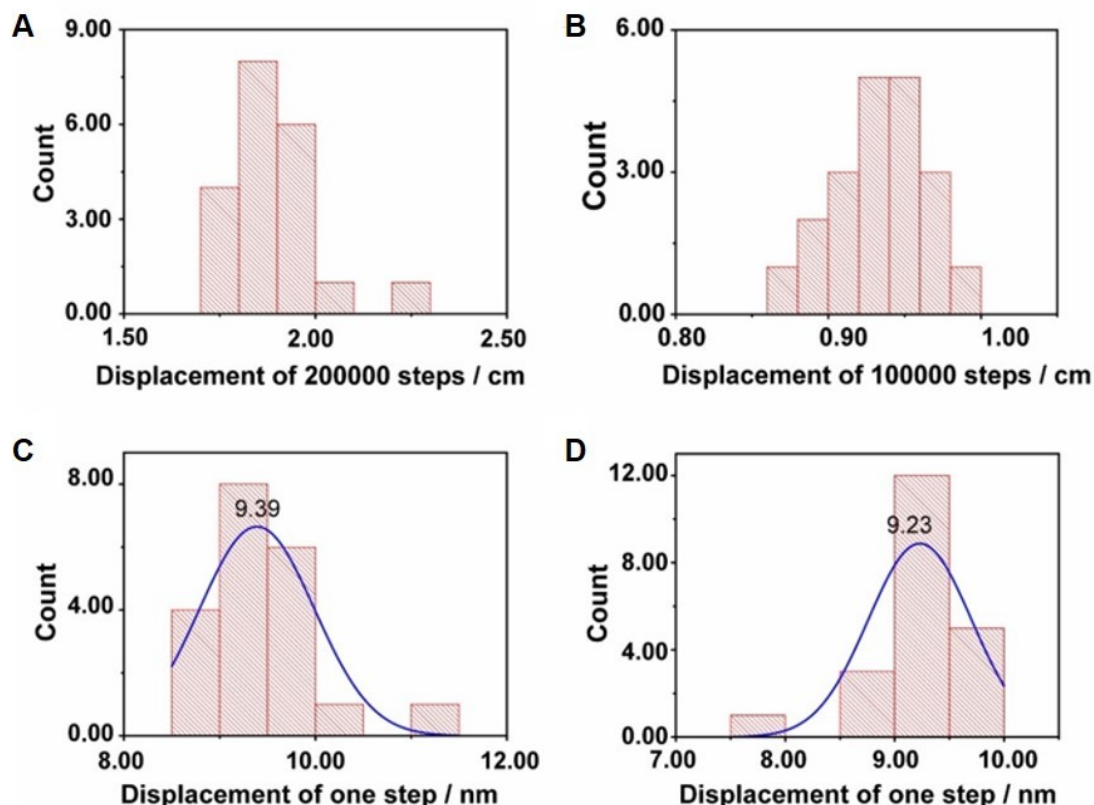 A
9.00
6.00
3.00
0.00
Count
1.50 2.00 2.50
Displacement of 200000 steps / cm
B
6.00
3.00
0.00
Count
0.80 0.90 1.00
Displacement of 100000 steps / cm
C
8.00
4.00
0.00
Count
9.39
8.00 10.00 12.00
Displacement of one step / nm
D
12.00
8.00
4.00
0.00
Count
9.23
7.00 8.00 9.00 10.00
Displacement of one step / nm